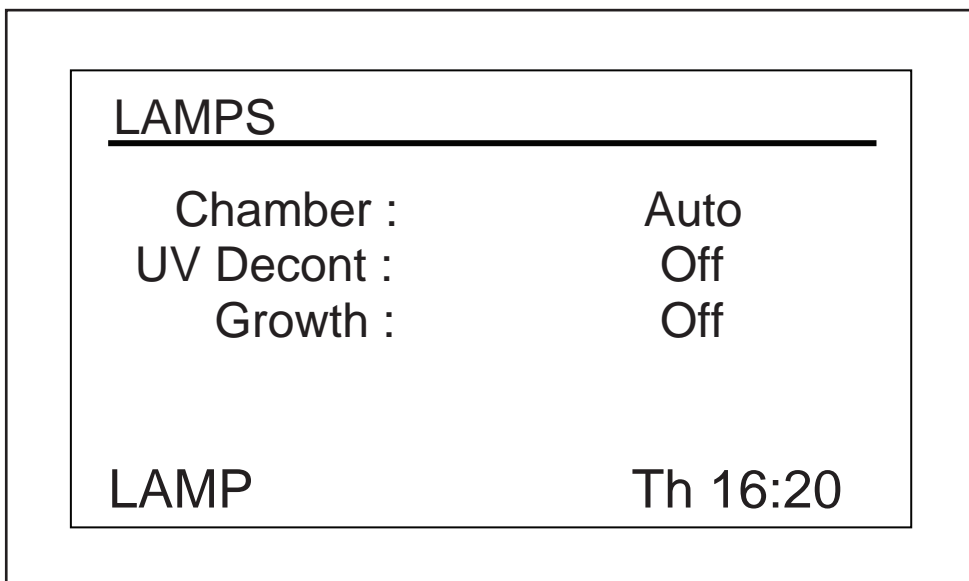 LAMPS
Chamber : Auto
UV Decont : Off
Growth : Off
LAMP Th 16:20